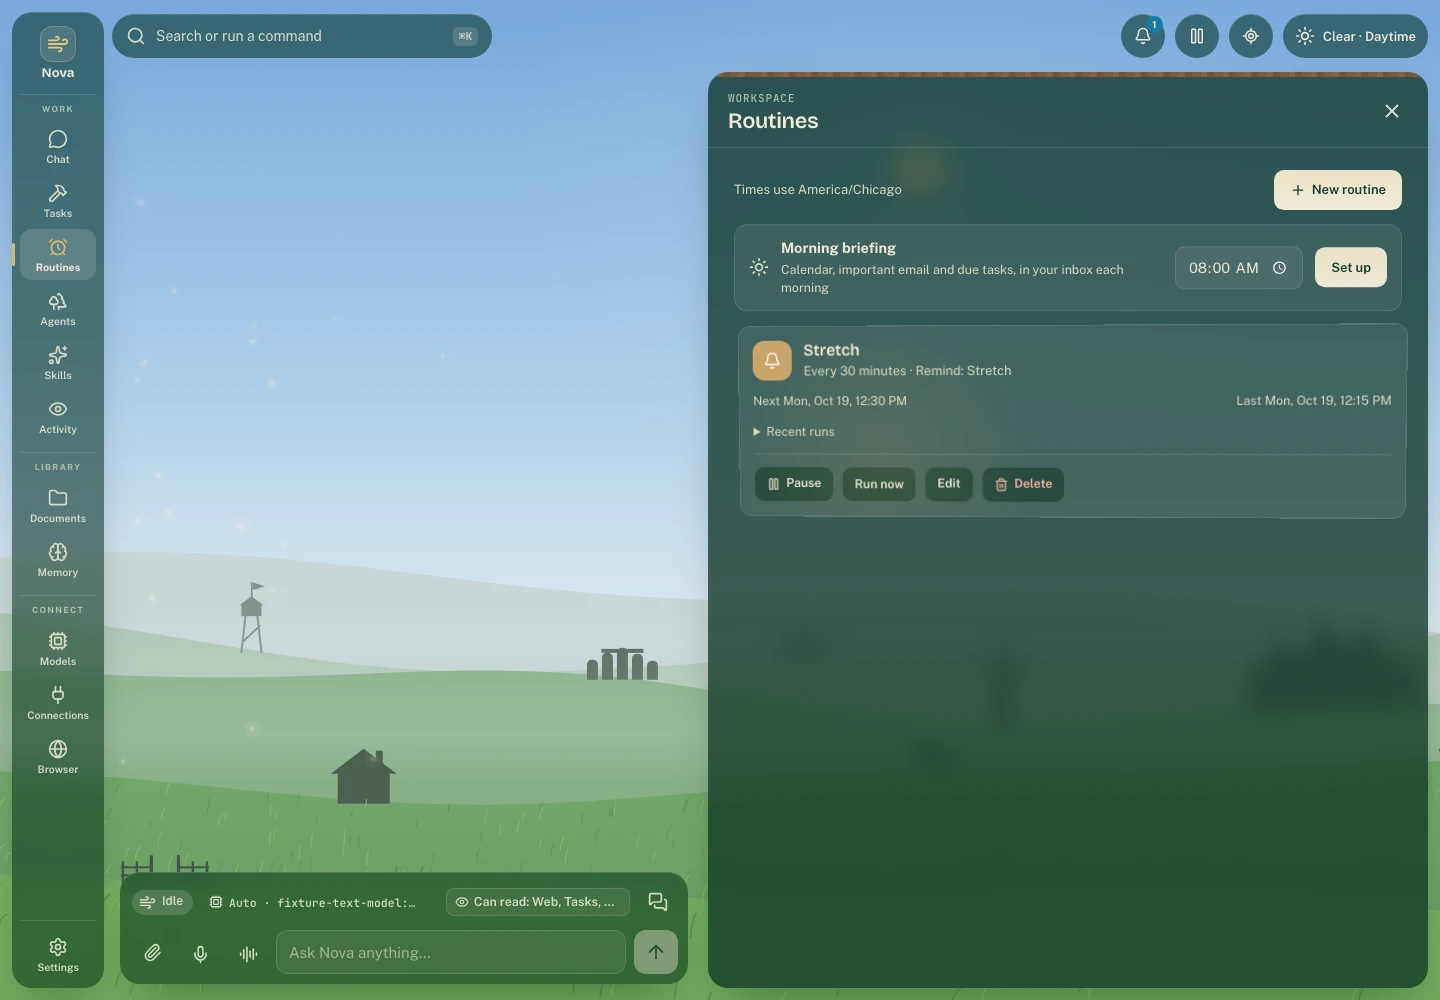 Nova
WORK
Chat
Tasks
Routines
Agents
Skills
Activity
LIBRARY
Documents
Memory
CONNECT
Models
Connections
Browser
Settings
Search or run a command
⌘K
1
Clear · Daytime
WORKSPACE
Routines
Times use America/Chicago
New routine
Morning briefing
Calendar, important email and due tasks, in your inbox each
morning
08:00 AM
Set up
Stretch
Every 30 minutes · Remind: Stretch
Next Mon, Oct 19, 12:30 PM
Last Mon, Oct 19, 12:15 PM
Recent runs
Pause
Run now
Edit
Delete
Idle
Auto · fixture-text-model:…
Can read: Web, Tasks, ...
Ask Nova anything...